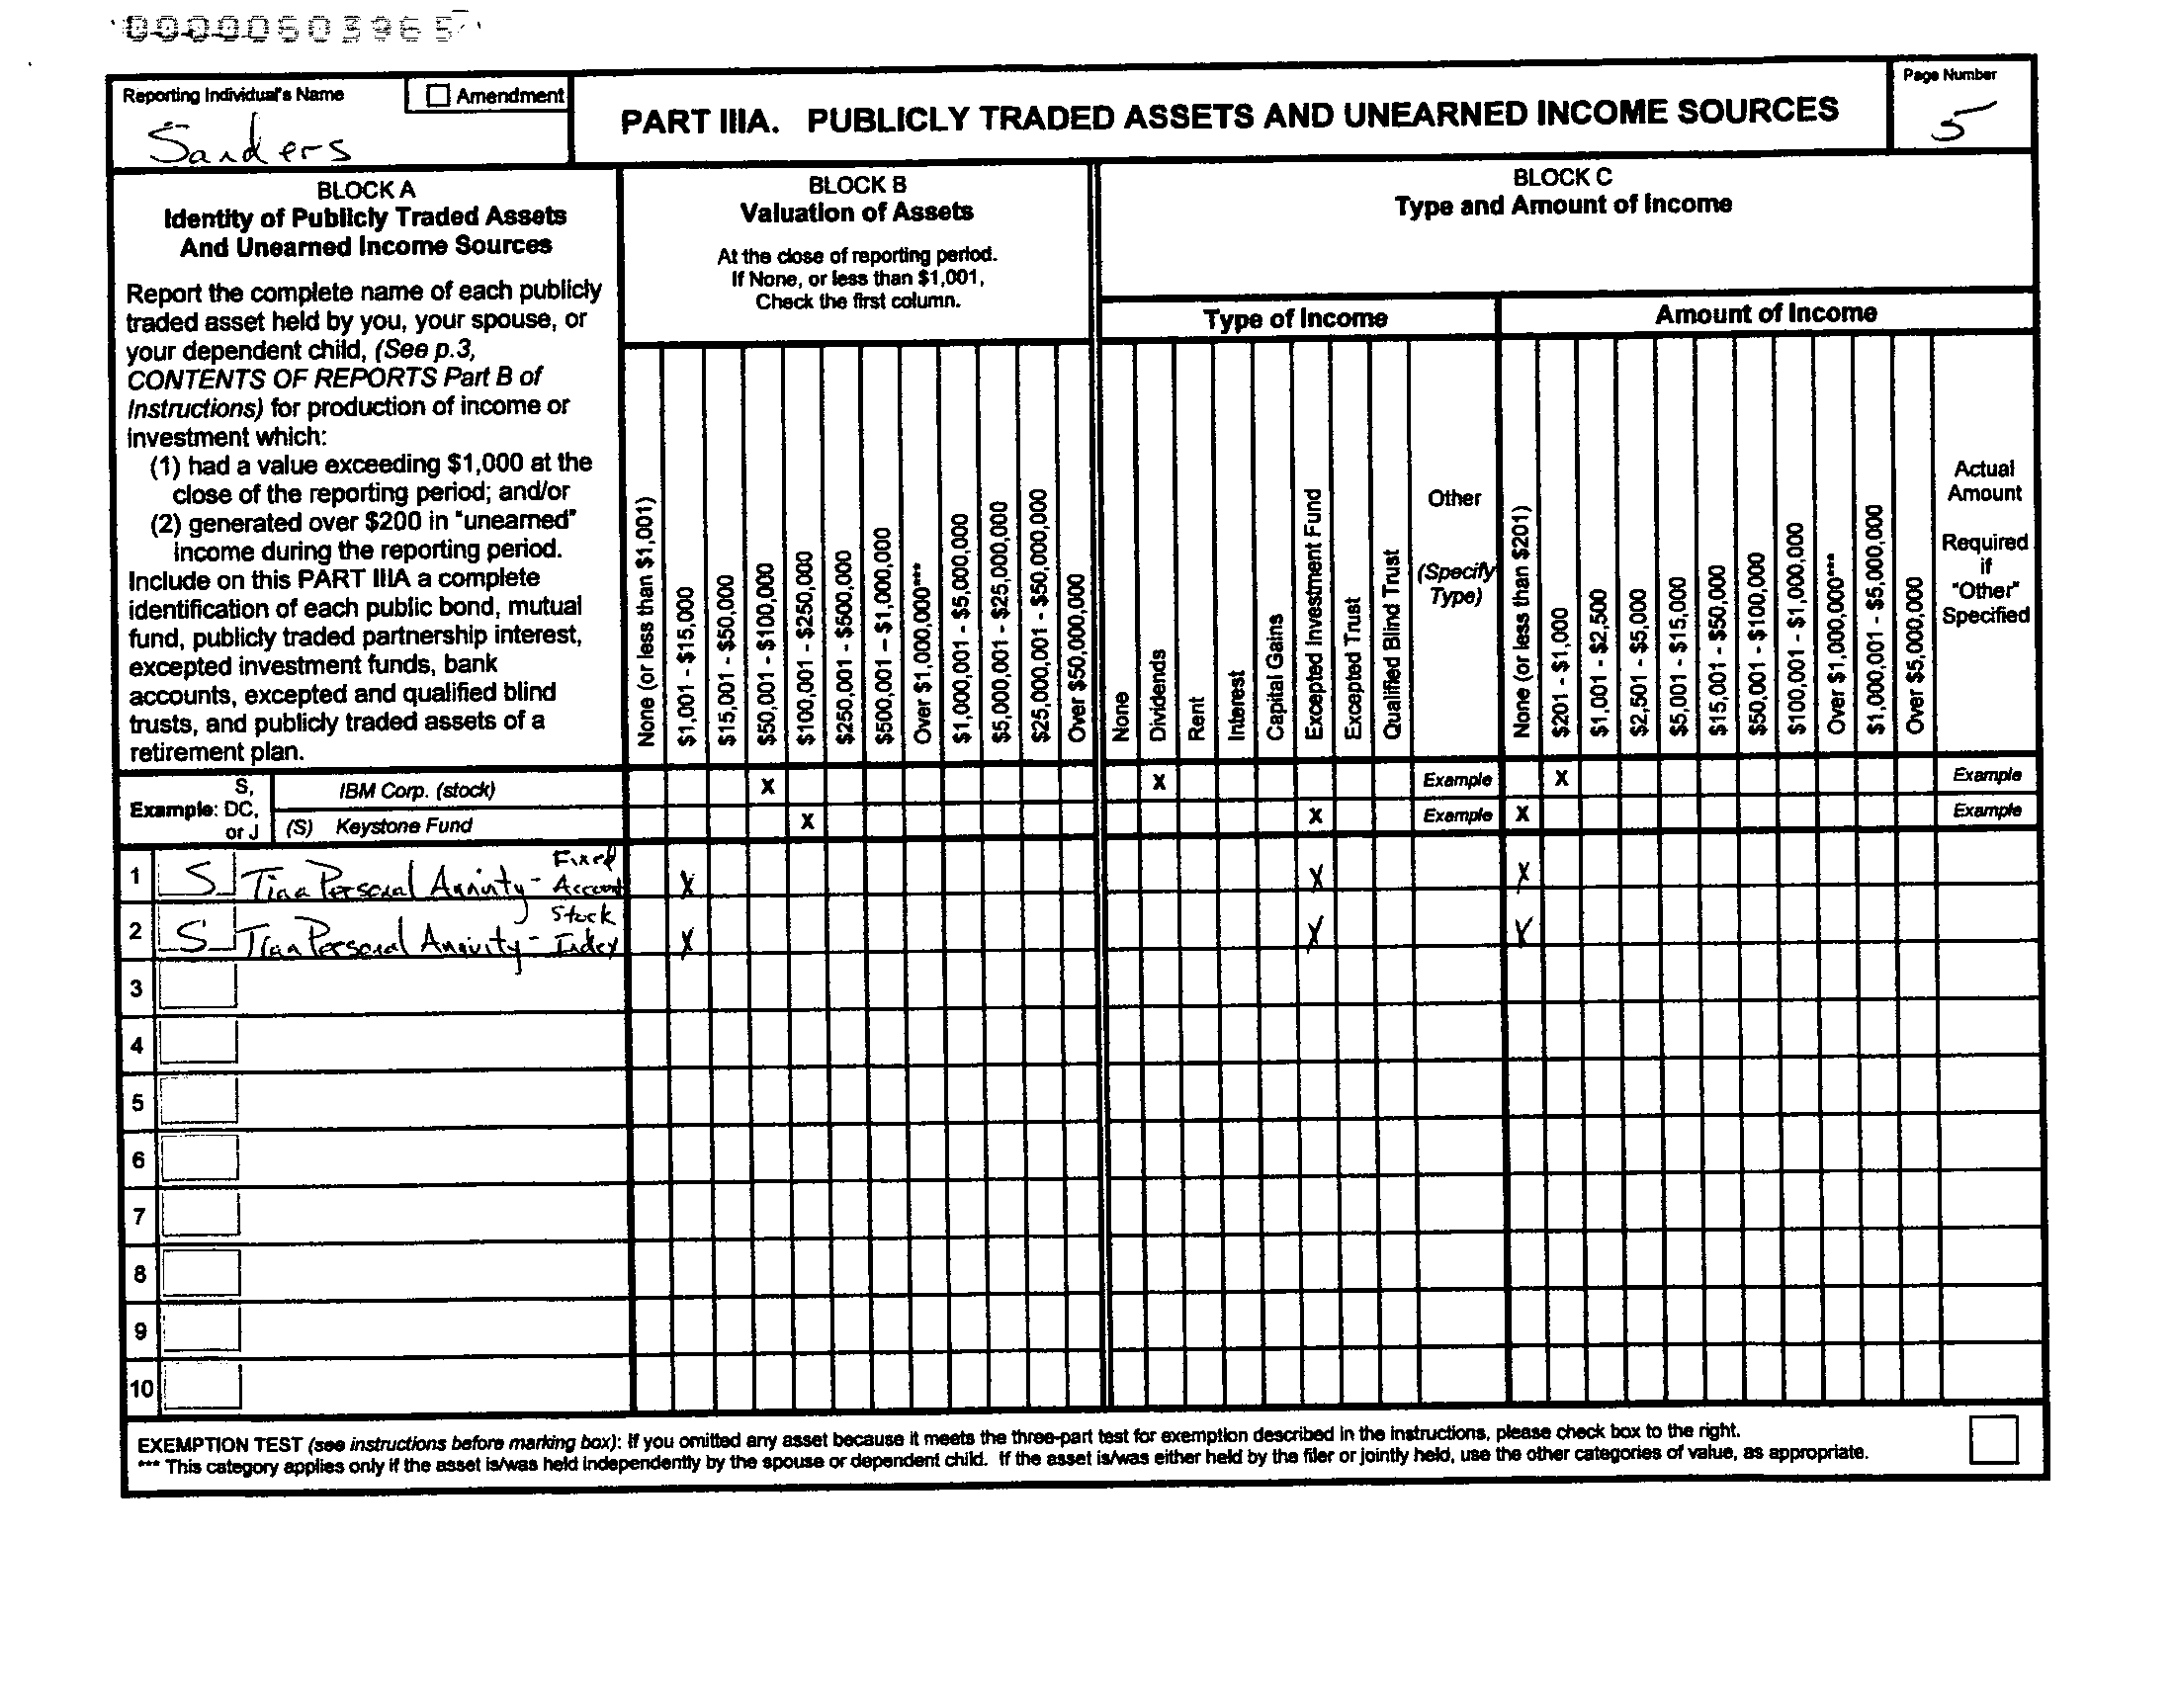 000000503965
Reporting Individual's Name
Amendment
Sanders
PART IIIA. PUBLICLY TRADED ASSETS AND UNEARNED INCOME SOURCES
Page Number
5
BLOCK A
Identity of Publicly Traded Assets
And Unearned Income Sources
Report the complete name of each publicly
traded asset held by you, your spouse, or
your dependent child, (See p.3,
CONTENTS OF REPORTS Part B of
Instructions) for production of income or
investment which:
(1) had a value exceeding $1,000 at the
close of the reporting period; and/or
(2) generated over $200 in "unearned"
income during the reporting period.
Include on this PART IIIA a complete
identification of each public bond, mutual
fund, publicly traded partnership interest,
excepted investment funds, bank
accounts, excepted and qualified blind
trusts, and publicly traded assets of a
retirement plan.
BLOCK B
Valuation of Assets
At the close of reporting period.
If None, or less than $1,001,
Check the first column.
None (or less than $1,001)
$1,001 - $15,000
$15,001 - $50,000
$50,001 - $100,000
$100,001 - $250,000
$250,001 - $500,000
$500,001 – $1,000,000
Over $1,000,000***
$1,000,001 - $5,000,000
$5,000,001 - $25,000,000
$25,000,001 - $50,000,000
Over $50,000,000
BLOCK C
Type and Amount of Income
Type of Income
None
Dividends
Rent
Interest
Capital Gains
Excepted Investment Fund
Excepted Trust
Qualified Blind Trust
Other
(Specify
Type)
Amount of Income
None (or less than $201)
$201 - $1,000
$1,001 - $2,500
$2,501 - $5,000
$5,001 - $15,000
$15,001 - $50,000
$50,001 - $100,000
$100,001 - $1,000,000
Over $1,000,000***
$1,000,001 - $5,000,000
Over $5,000,000
Actual
Amount
Required
if
"Other"
Specified
Example: S, DC, or J
IBM Corp. (stock) X X Example X Example
(S) Keystone Fund X X Example X Example
1 S Tiaa Personal Annuity - Fixed Account X X X
2 S Tiaa Personal Annuity - Stock Index X X X
3
4
5
6
7
8
9
10
EXEMPTION TEST (see instructions before marking box): If you omitted any asset because it meets the three-part test for exemption described in the instructions, please check box to the right.
*** This category applies only if the asset is/was held independently by the spouse or dependent child. If the asset is/was either held by the filer or jointly held, use the other categories of value, as appropriate.